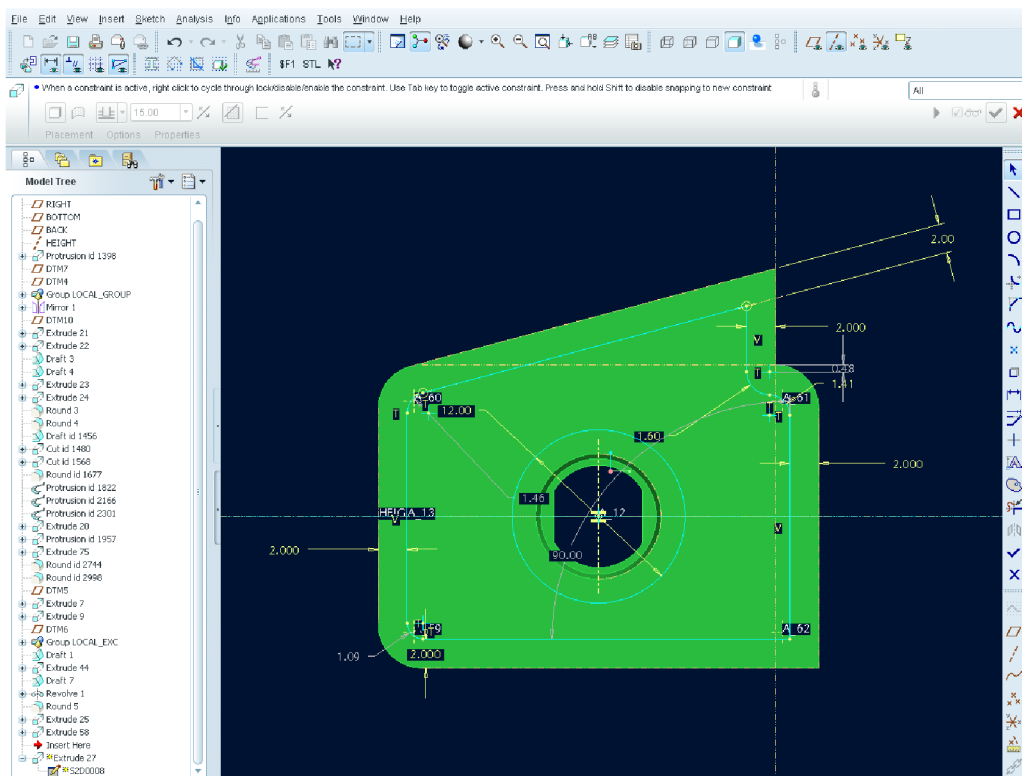 File Edit View Insert Sketch Analysis Info Applications Tools Window Help
$F1 STL
• When a constraint is active, right click to cycle through lock/disable/enable the constraint. Use Tab key to toggle active constraint. Press and hold Shift to disable snapping to new constraint
All
15.00
Placement Options Properties
Model Tree
RIGHT
BOTTOM
BACK
HEIGHT
Protrusion id 1398
DTM7
DTM4
Group LOCAL_GROUP
Mirror 1
DTM10
Extrude 21
Extrude 22
Draft 3
Draft 4
Extrude 23
Extrude 24
Round 3
Round 4
Draft id 1456
Cut id 1480
Cut id 1568
Round id 1677
Protrusion id 1822
Protrusion id 2166
Protrusion id 2301
Extrude 20
Protrusion id 1957
Extrude 75
Round id 2744
Round id 2998
DTM5
Extrude 7
Extrude 9
DTM6
Group LOCAL_EXC
Draft 1
Extrude 44
Draft 7
Revolve 1
Round 5
Extrude 25
Extrude 58
Insert Here
*Extrude 27
*S2D0008
2.00
2.000
V
0.48
T
1.41
A_60
A_61
T
12.00
T
T
T
1.60
2.000
1.46
HEIGA_13
12
V
V
2.000
90.00
A_62
1.09
2.000